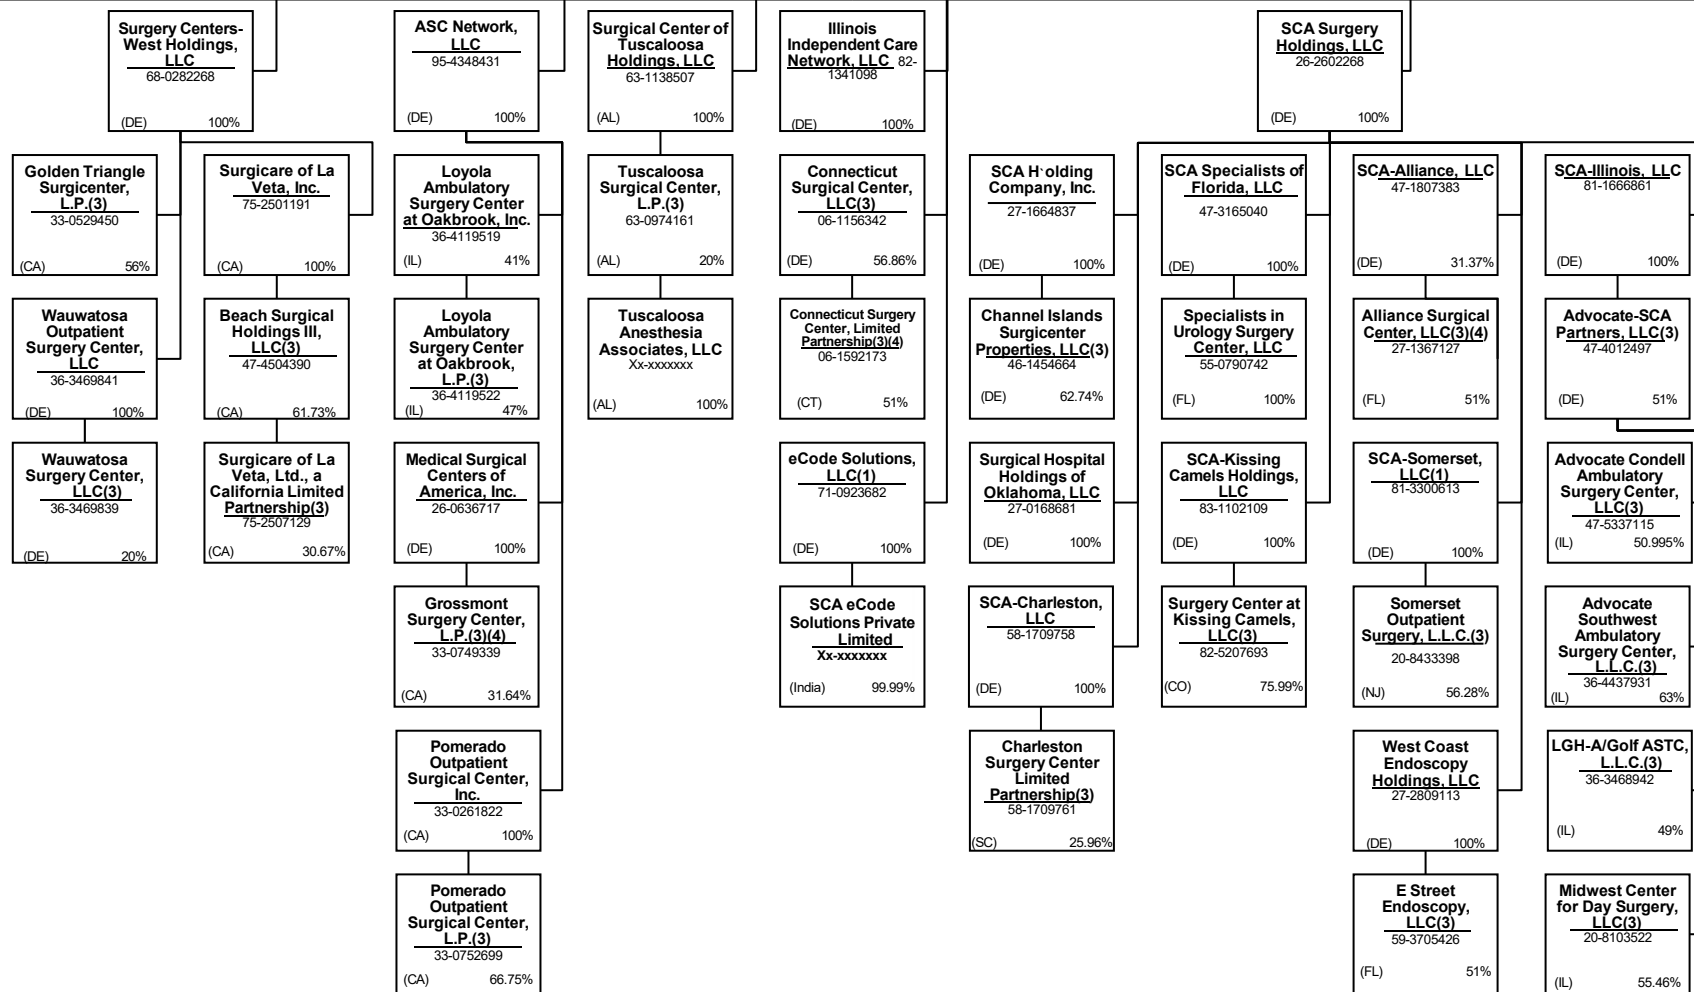 Surgery Centers-
West Holdings,
LLC
68-0282268
(DE) 100%
ASC Network,
LLC
95-4348431
(DE) 100%
Surgical Center of
Tuscaloosa
Holdings, LLC
63-1138507
(AL) 100%
Illinois
Independent Care
Network, LLC 82-
1341098
(DE) 100%
SCA Surgery
Holdings, LLC
26-2602268
(DE) 100%
Golden Triangle
Surgicenter,
L.P.(3)
33-0529450
(CA) 56%
Surgicare of La
Veta, Inc.
75-2501191
(CA) 100%
Loyola
Ambulatory
Surgery Center
at Oakbrook, Inc.
36-4119519
(IL) 41%
Tuscaloosa
Surgical Center,
L.P.(3)
63-0974161
(AL) 20%
Connecticut
Surgical Center,
LLC(3)
06-1156342
(DE) 56.86%
SCA H`olding
Company, Inc.
27-1664837
(DE) 100%
SCA Specialists of
Florida, LLC
47-3165040
(DE) 100%
SCA-Alliance, LLC
47-1807383
(DE) 31.37%
SCA-Illinois, LLC
81-1666861
(DE) 100%
Wauwatosa
Outpatient
Surgery Center,
LLC
36-3469841
(DE) 100%
Beach Surgical
Holdings III,
LLC(3)
47-4504390
(CA) 61.73%
Loyola
Ambulatory
Surgery Center
at Oakbrook,
L.P.(3)
36-4119522
(IL) 47%
Tuscaloosa
Anesthesia
Associates, LLC
Xx-xxxxxxx
(AL) 100%
Connecticut Surgery
Center, Limited
Partnership(3)(4)
06-1592173
(CT) 51%
Channel Islands
Surgicenter
Properties, LLC(3)
46-1454664
(DE) 62.74%
Specialists in
Urology Surgery
Center, LLC
55-0790742
(FL) 100%
Alliance Surgical
Center, LLC(3)(4)
27-1367127
(FL) 51%
Advocate-SCA
Partners, LLC(3)
47-4012497
(DE) 51%
Wauwatosa
Surgery Center,
LLC(3)
36-3469839
(DE) 20%
Surgicare of La
Veta, Ltd., a
California Limited
Partnership(3)
75-2507129
(CA) 30.67%
Medical Surgical
Centers of
America, Inc.
26-0636717
(DE) 100%
eCode Solutions,
LLC(1)
71-0923682
(DE) 100%
Surgical Hospital
Holdings of
Oklahoma, LLC
27-0168681
(DE) 100%
SCA-Kissing
Camels Holdings,
LLC
83-1102109
(DE) 100%
SCA-Somerset,
LLC(1)
81-3300613
(DE) 100%
Advocate Condell
Ambulatory
Surgery Center,
LLC(3)
47-5337115
(IL) 50.995%
Grossmont
Surgery Center,
L.P.(3)(4)
33-0749339
(CA) 31.64%
SCA eCode
Solutions Private
Limited
Xx-xxxxxxx
(India) 99.99%
SCA-Charleston,
LLC
58-1709758
(DE) 100%
Surgery Center at
Kissing Camels,
LLC(3)
82-5207693
(CO) 75.99%
Somerset
Outpatient
Surgery, L.L.C.(3)
20-8433398
(NJ) 56.28%
Advocate
Southwest
Ambulatory
Surgery Center,
L.L.C.(3)
36-4437931
(IL) 63%
Pomerado
Outpatient
Surgical Center,
Inc.
33-0261822
(CA) 100%
Charleston
Surgery Center
Limited
Partnership(3)
58-1709761
(SC) 25.96%
West Coast
Endoscopy
Holdings, LLC
27-2809113
(DE) 100%
LGH-A/Golf ASTC,
L.L.C.(3)
36-3468942
(IL) 49%
Pomerado
Outpatient
Surgical Center,
L.P.(3)
33-0752699
(CA) 66.75%
E Street
Endoscopy,
LLC(3)
59-3705426
(FL) 51%
Midwest Center
for Day Surgery,
LLC(3)
20-8103522
(IL) 55.46%